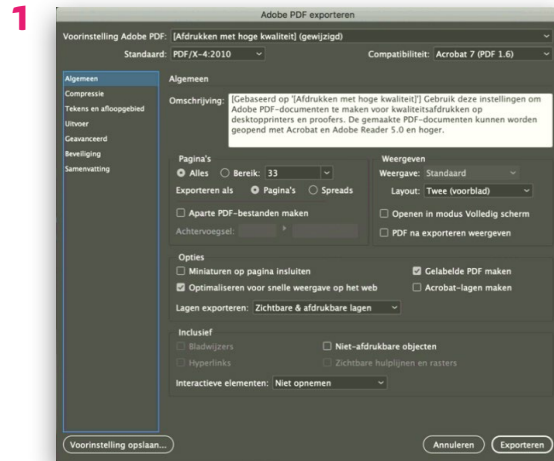 1
Adobe PDF exporteren
Voorinstelling Adobe PDF: [Afdrukken met hoge kwaliteit] (gewijzigd)
Standaard: PDF/X-4:2010 Compatibiliteit: Acrobat 7 (PDF 1.6)
Algemeen
Compressie
Tekens en afloopgebied
Uitvoer
Geavanceerd
Beveiliging
Samenvatting
Algemeen
Omschrijving: [Gebaseerd op '[Afdrukken met hoge kwaliteit]'] Gebruik deze instellingen om
Adobe PDF-documenten te maken voor kwaliteitsafdrukken op
desktopprinters en proofers. De gemaakte PDF-documenten kunnen worden
geopend met Acrobat en Adobe Reader 5.0 en hoger.
Pagina's
Alles Bereik: 33
Exporteren als Pagina's Spreads
Aparte PDF-bestanden maken
Achtervoegsel:
Weergeven
Weergave: Standaard
Layout: Twee (voorblad)
Openen in modus Volledig scherm
PDF na exporteren weergeven
Opties
Miniaturen op pagina insluiten Gelabelde PDF maken
Optimaliseren voor snelle weergave op het web Acrobat-lagen maken
Lagen exporteren: Zichtbare & afdrukbare lagen
Inclusief
Bladwijzers Niet-afdrukbare objecten
Hyperlinks Zichtbare hulplijnen en rasters
Interactieve elementen: Niet opnemen
Voorinstelling opslaan... Annuleren Exporteren